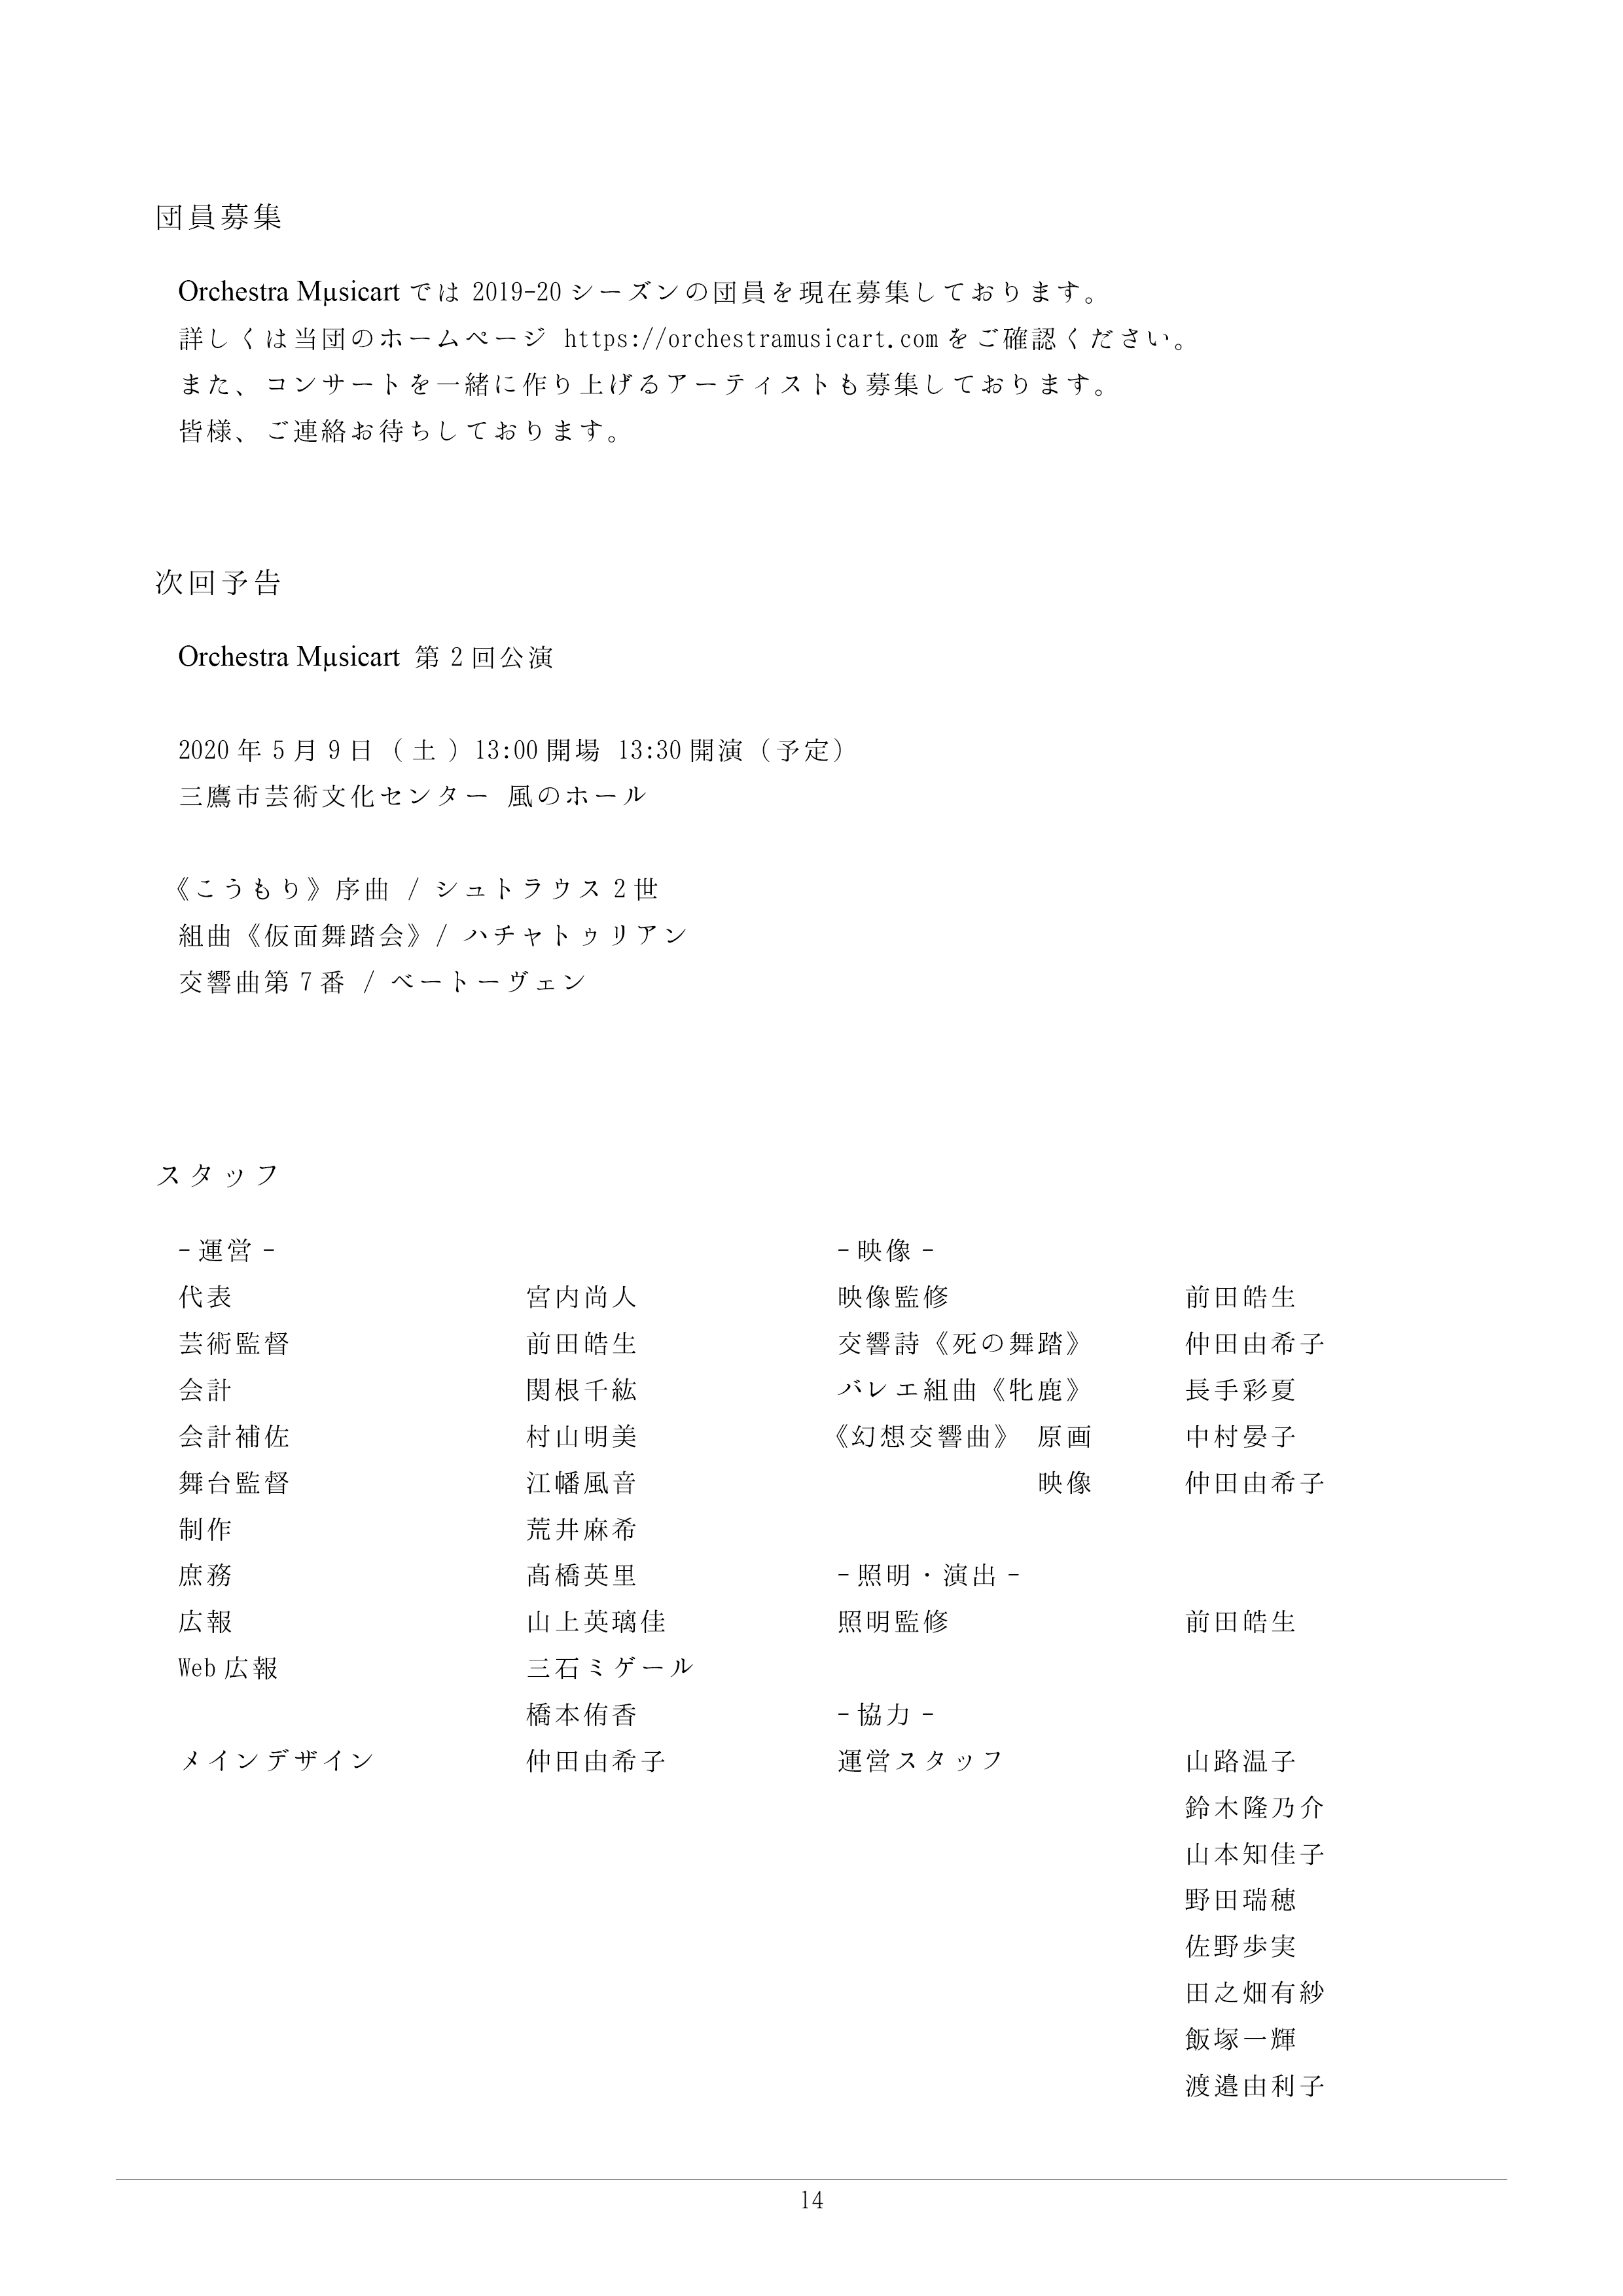 団員募集
Orchestra Mµsicart では 2019-20 シーズンの団員を現在募集しております。
詳しくは当団のホームページ https://orchestramusicart.com をご確認ください。
また、コンサートを一緒に作り上げるアーティストも募集しております。
皆様、ご連絡お待ちしております。
次回予告
Orchestra Mµsicart 第 2 回公演
2020 年 5 月 9 日（土）13:00 開場 13:30 開演（予定）
三鷹市芸術文化センター 風のホール
《こうもり》序曲 / シュトラウス 2 世
組曲《仮面舞踏会》/ ハチャトゥリアン
交響曲第 7 番 / ベートーヴェン
スタッフ
- 運営 -
代表 宮内尚人
芸術監督 前田皓生
会計 関根千紘
会計補佐 村山明美
舞台監督 江幡風音
制作 荒井麻希
庶務 髙橋英里
広報 山上英璃佳
Web 広報 三石ミゲール
橋本侑香
メインデザイン 仲田由希子
- 映像 -
映像監修 前田皓生
交響詩《死の舞踏》 仲田由希子
バレエ組曲《牝鹿》 長手彩夏
《幻想交響曲》 原画 中村晏子
映像 仲田由希子
- 照明・演出 -
照明監修 前田皓生
- 協力 -
運営スタッフ 山路温子
鈴木隆乃介
山本知佳子
野田瑞穂
佐野歩実
田之畑有紗
飯塚一輝
渡邉由利子
14